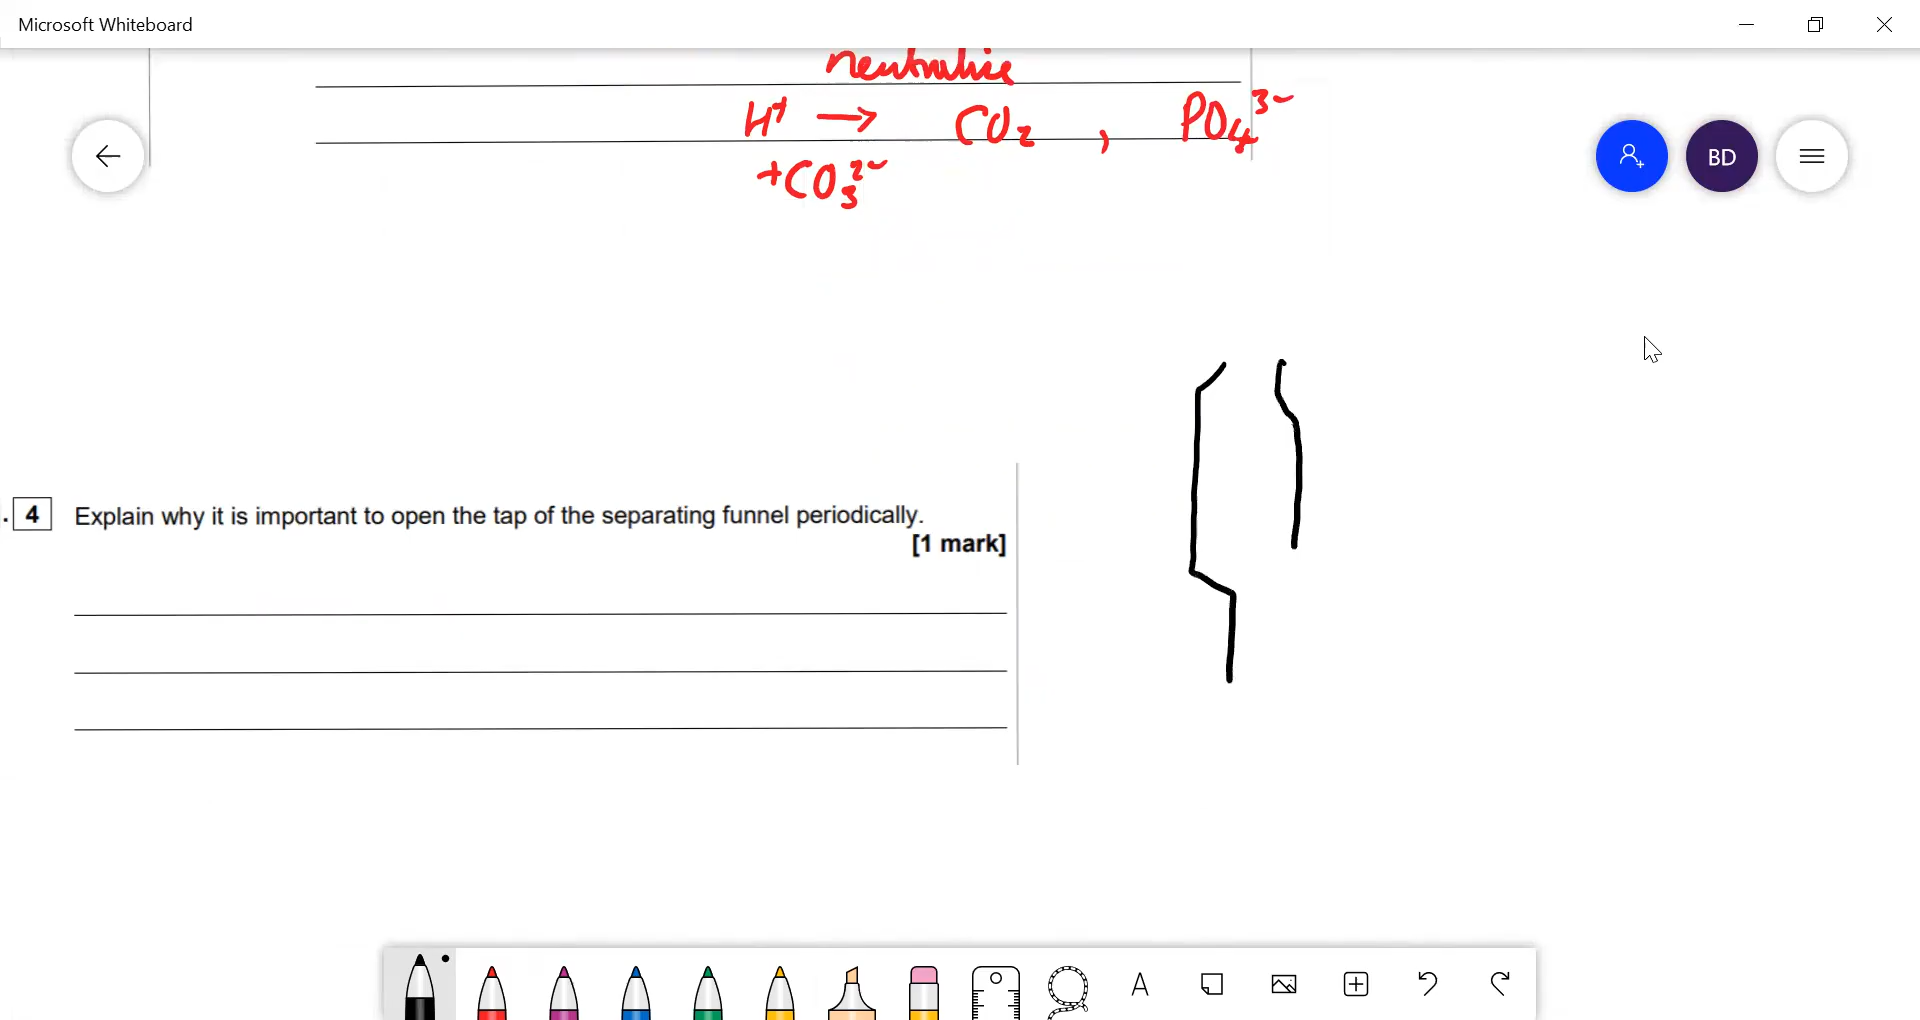 Microsoft Whiteboard
neutralise
H⁺ → CO₂ , PO₄³⁻
+CO₃²⁻
BD
. 4 Explain why it is important to open the tap of the separating funnel periodically.
[1 mark]
A